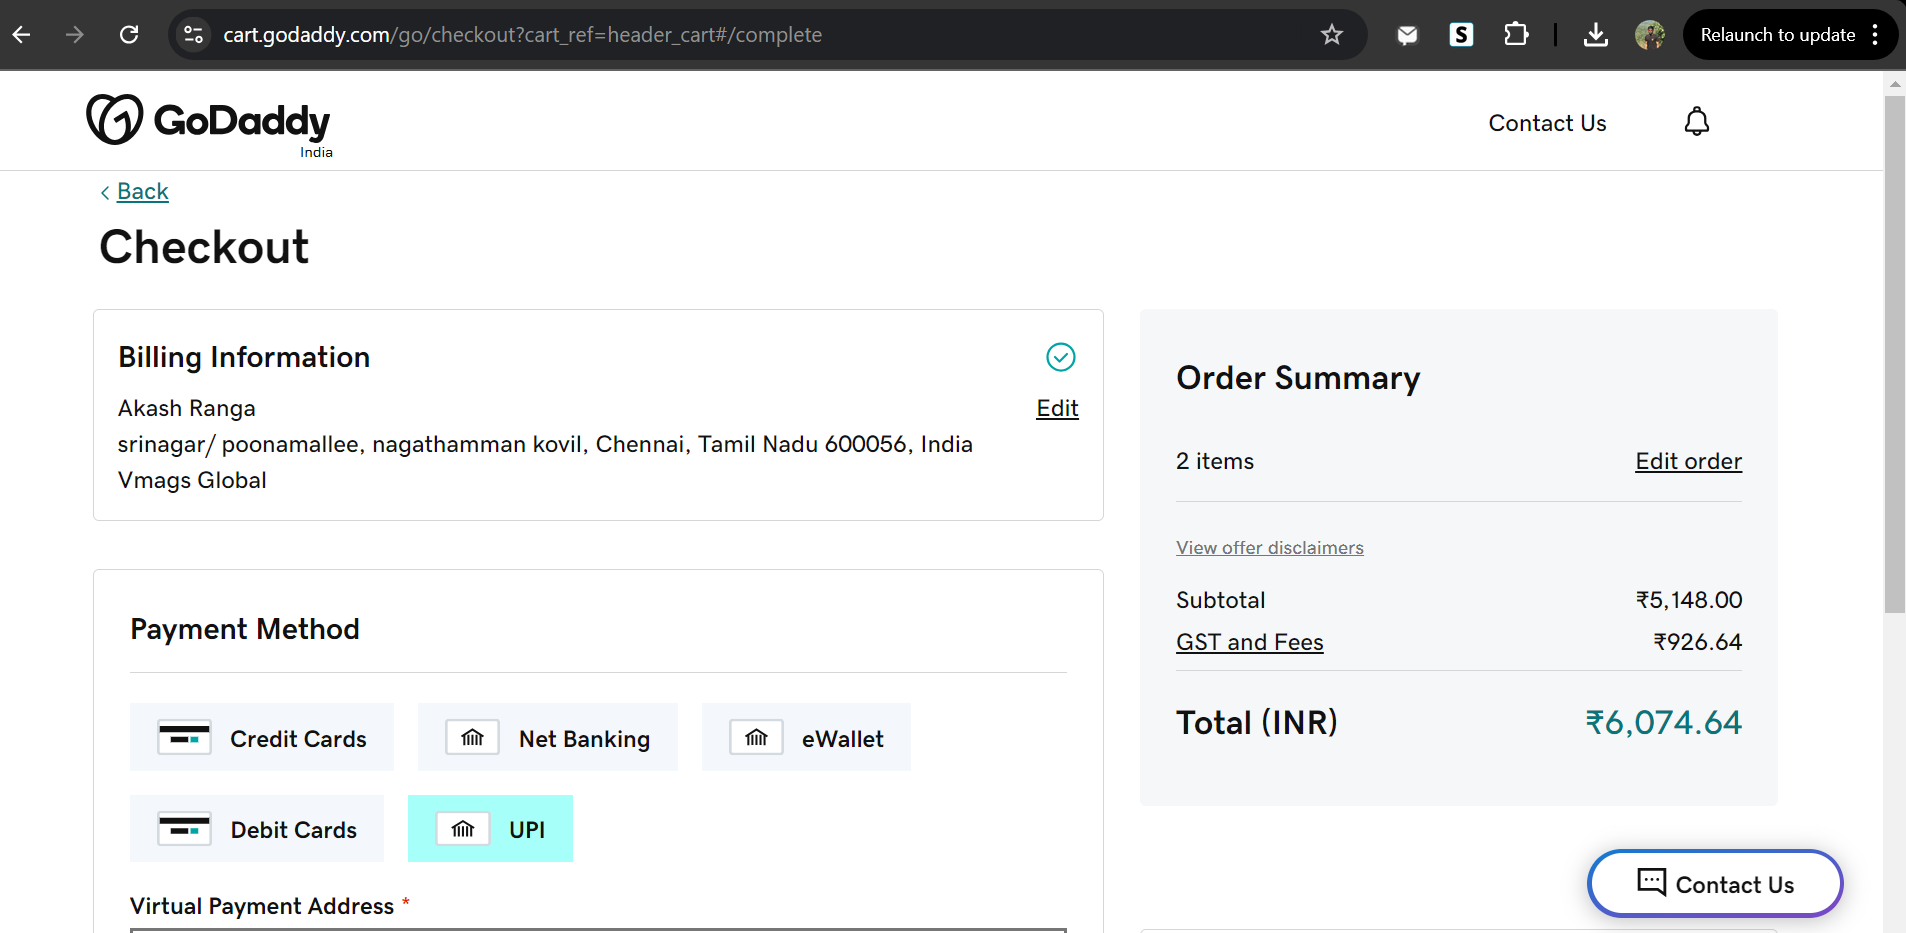 cart.godaddy.com/go/checkout?cart_ref=header_cart#/complete
S
Relaunch to update
GoDaddy
India
Contact Us
Back
Checkout
Billing Information
Akash Ranga
Edit
srinagar/ poonamallee, nagathamman kovil, Chennai, Tamil Nadu 600056, India
Vmags Global
Payment Method
Credit Cards
Net Banking
eWallet
Debit Cards
UPI
Virtual Payment Address *
Order Summary
2 items
Edit order
View offer disclaimers
Subtotal ₹5,148.00
GST and Fees ₹926.64
Total (INR) ₹6,074.64
Contact Us